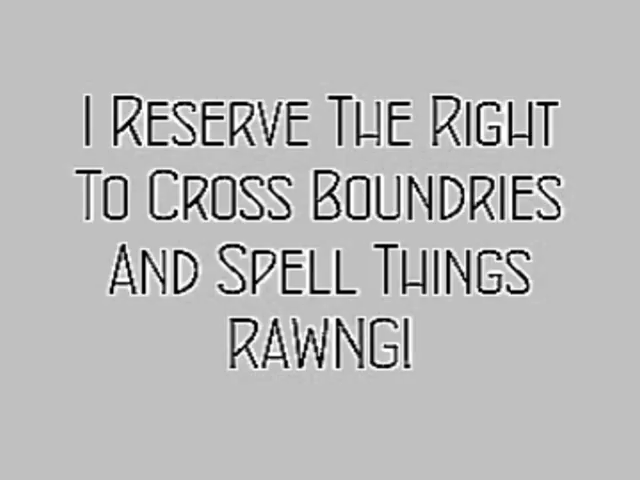 I RESERVE THE RIGHT
TO CROSS BOUNDRIES
AND SPELL THINGS
RAWNG!